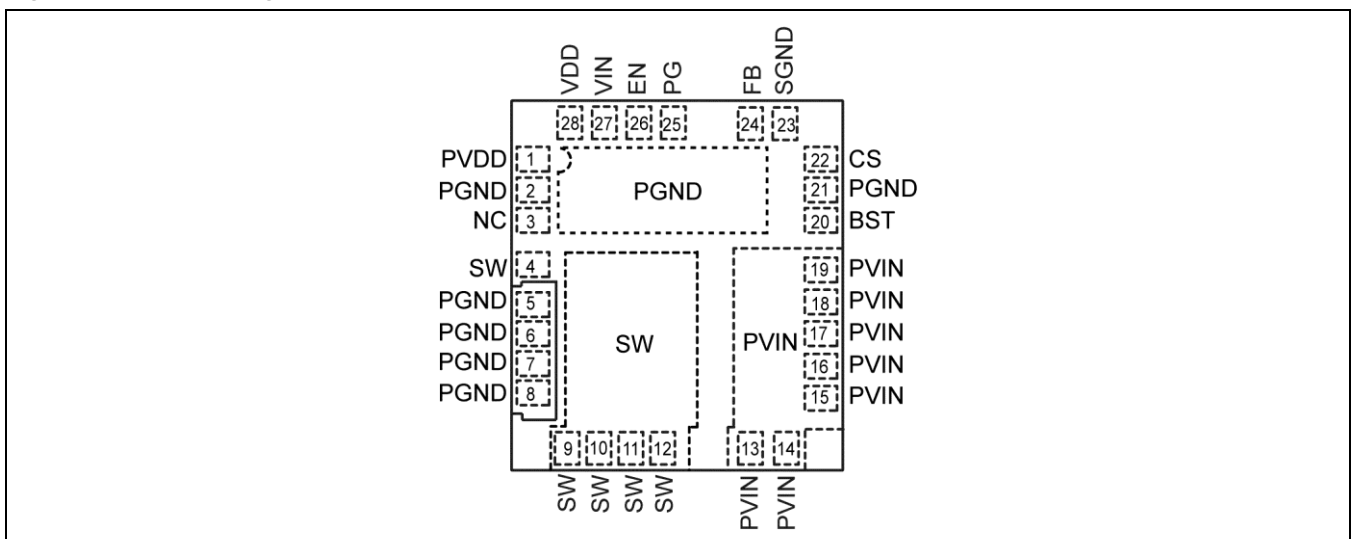 VDD VIN EN PG FB SGND
28 27 26 25 24 23
PVDD 1 22 CS
PGND 2 PGND 21 PGND
NC 3 20 BST
SW 4 19 PVIN
PGND 5 18 PVIN
PGND 6 SW PVIN 17 PVIN
PGND 7 16 PVIN
PGND 8 15 PVIN
9 10 11 12 13 14
SW SW SW SW PVIN PVIN